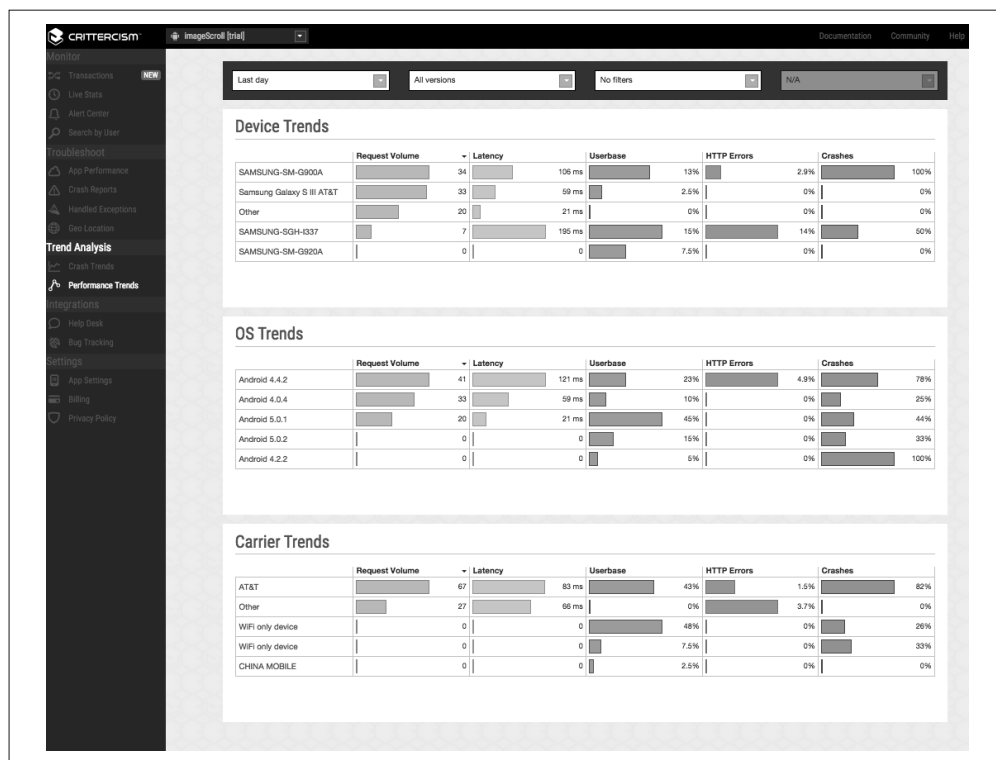 CRITTERCISM™ imageScroll [trial] Documentation Community Help
Monitor
Transactions NEW
Live Stats
Alert Center
Search by User
Troubleshoot
App Performance
Crash Reports
Handled Exceptions
Geo Location
Trend Analysis
Crash Trends
Performance Trends
Integrations
Help Desk
Bug Tracking
Settings
App Settings
Billing
Privacy Policy
Last day All versions No filters N/A
Device Trends
Request Volume Latency Userbase HTTP Errors Crashes
SAMSUNG-SM-G900A 34 106 ms 13% 2.9% 100%
Samsung Galaxy S III AT&T 33 59 ms 2.5% 0% 0%
Other 20 21 ms 0% 0% 0%
SAMSUNG-SGH-I337 7 195 ms 15% 14% 50%
SAMSUNG-SM-G920A 0 0 7.5% 0% 0%
OS Trends
Request Volume Latency Userbase HTTP Errors Crashes
Android 4.4.2 41 121 ms 23% 4.9% 78%
Android 4.0.4 33 59 ms 10% 0% 25%
Android 5.0.1 20 21 ms 45% 0% 44%
Android 5.0.2 0 0 15% 0% 33%
Android 4.2.2 0 0 5% 0% 100%
Carrier Trends
Request Volume Latency Userbase HTTP Errors Crashes
AT&T 67 83 ms 43% 1.5% 82%
Other 27 66 ms 0% 3.7% 0%
WiFi only device 0 0 48% 0% 26%
WiFi only device 0 0 7.5% 0% 33%
CHINA MOBILE 0 0 2.5% 0% 0%